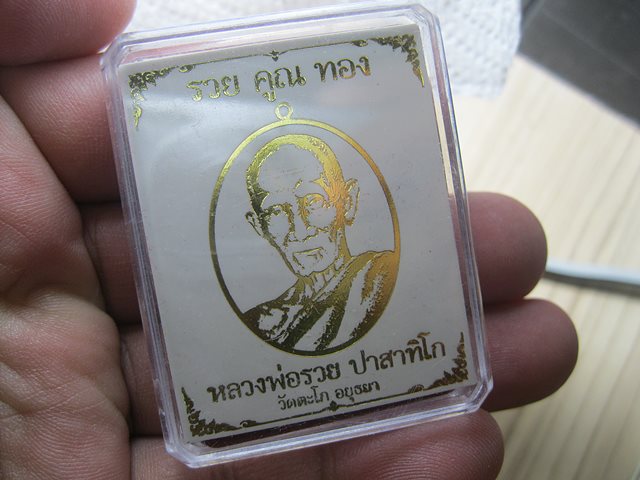 รวย คูณ ทอง
หลวงพ่อรวย ปาสาทิโก
วัดตะโก อยุธยา